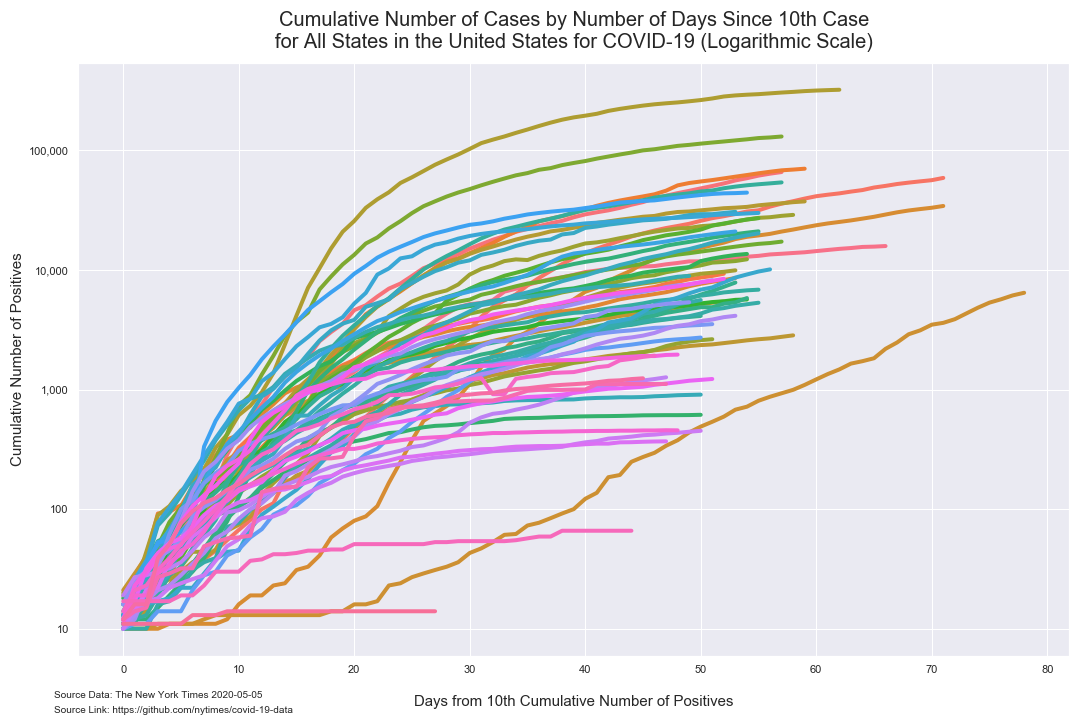 Cumulative Number of Cases by Number of Days Since 10th Case
for All States in the United States for COVID-19 (Logarithmic Scale)
Cumulative Number of Positives
100,000
10,000
1,000
100
10
0 10 20 30 40 50 60 70 80
Days from 10th Cumulative Number of Positives
Source Data: The New York Times 2020-05-05
Source Link: https://github.com/nytimes/covid-19-data